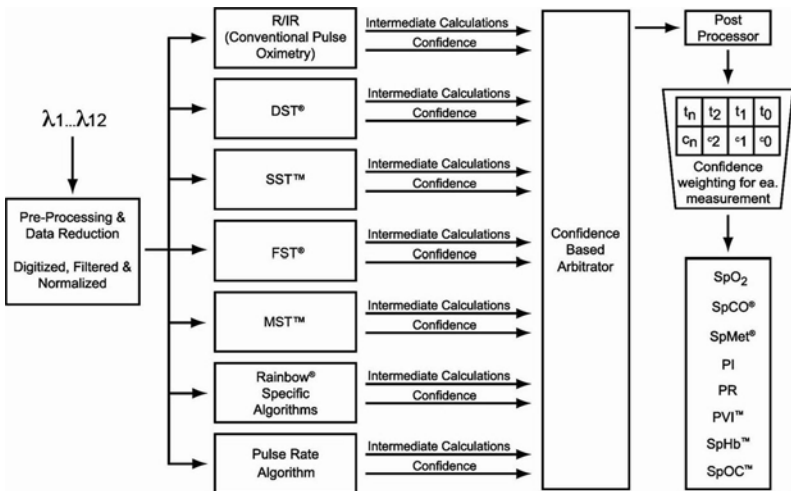 λ1...λ12
Pre-Processing &
Data Reduction
Digitized, Filtered &
Normalized
R/IR
(Conventional Pulse
Oximetry)
Intermediate Calculations
Confidence
DST®
Intermediate Calculations
Confidence
SST™
Intermediate Calculations
Confidence
FST®
Intermediate Calculations
Confidence
MST™
Intermediate Calculations
Confidence
Rainbow®
Specific
Algorithms
Intermediate Calculations
Confidence
Pulse Rate
Algorithm
Intermediate Calculations
Confidence
Confidence
Based
Arbitrator
Post
Processor
tn t2 t1 t0
cn c2 c1 c0
Confidence
weighting for ea.
measurement
SpO2
SpCO®
SpMet®
PI
PR
PVI™
SpHb™
SpOC™